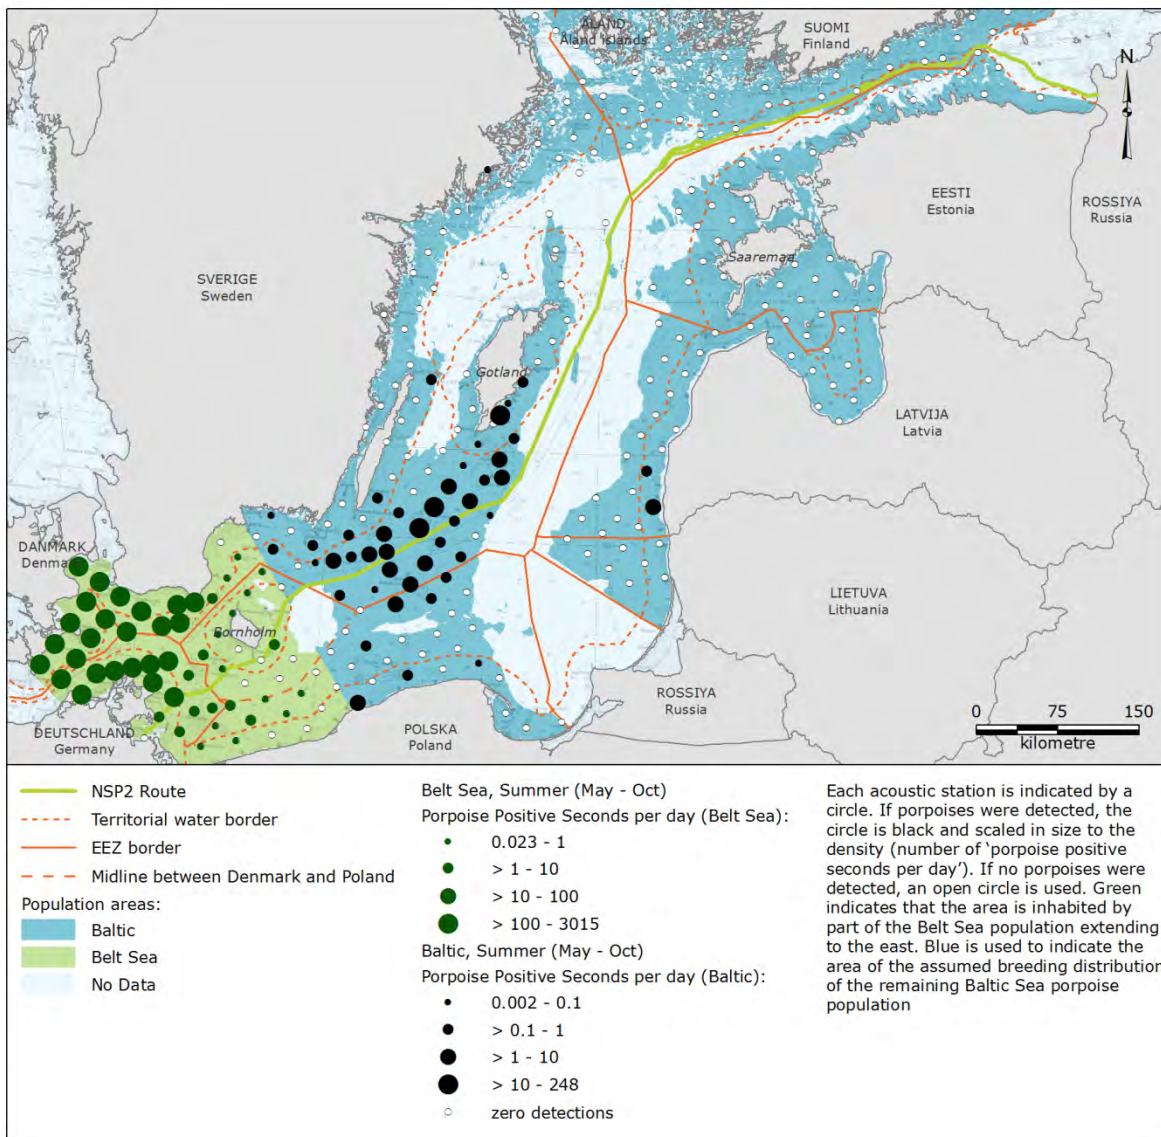 ÅLAND
Åland Islands
SUOMI
Finland
N
EESTI
Estonia
ROSSIYA
Russia
SVERIGE
Sweden
Saaremaa
Gotland
LATVIJA
Latvia
DANMARK
Denmark
LIETUVA
Lithuania
Bornholm
ROSSIYA
Russia
DEUTSCHLAND
Germany
POLSKA
Poland
0 75 150
kilometre
NSP2 Route
Territorial water border
EEZ border
Midline between Denmark and Poland
Population areas:
Baltic
Belt Sea
No Data
Belt Sea, Summer (May - Oct)
Porpoise Positive Seconds per day (Belt Sea):
0.023 - 1
> 1 - 10
> 10 - 100
> 100 - 3015
Baltic, Summer (May - Oct)
Porpoise Positive Seconds per day (Baltic):
0.002 - 0.1
> 0.1 - 1
> 1 - 10
> 10 - 248
zero detections
Each acoustic station is indicated by a
circle. If porpoises were detected, the
circle is black and scaled in size to the
density (number of ‘porpoise positive
seconds per day’). If no porpoises were
detected, an open circle is used. Green
indicates that the area is inhabited by
part of the Belt Sea population extending
to the east. Blue is used to indicate the
area of the assumed breeding distribution
of the remaining Baltic Sea porpoise
population